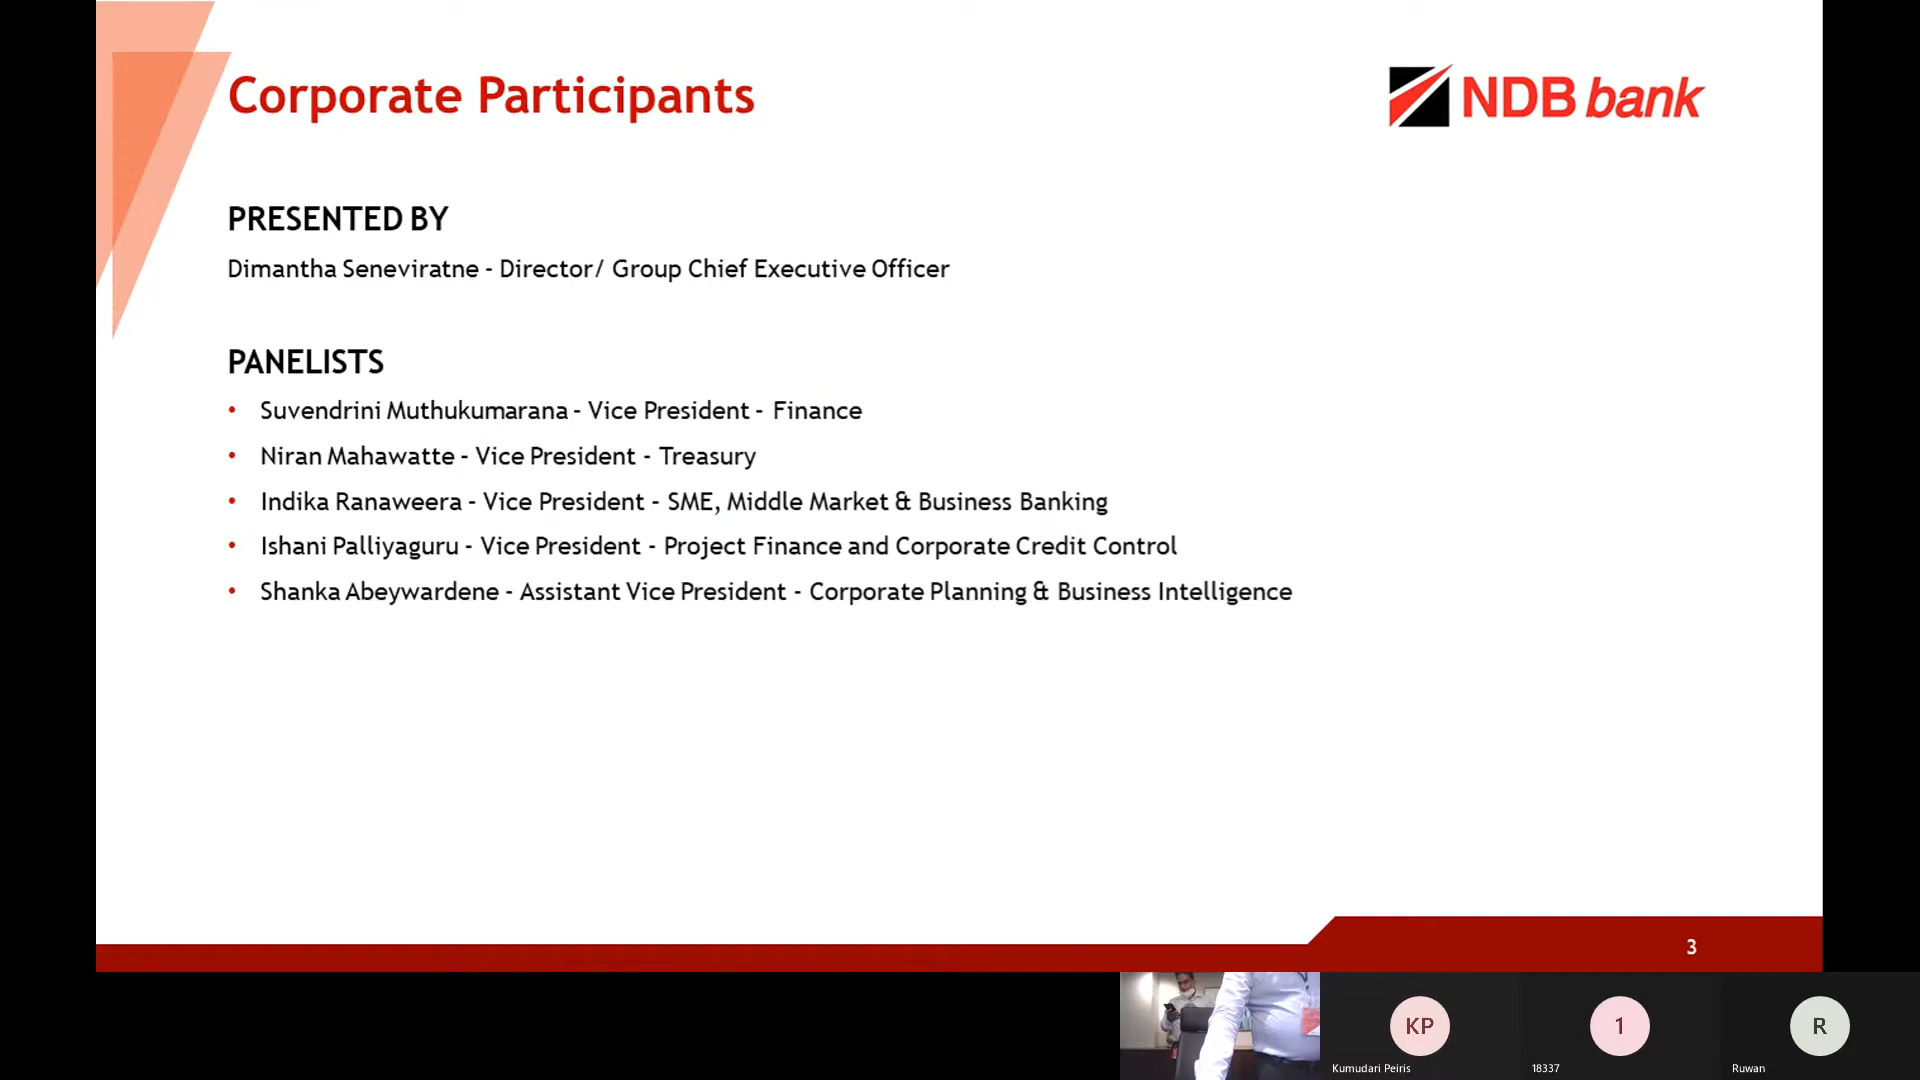 Corporate Participants
NDB bank
PRESENTED BY
Dimantha Seneviratne - Director/ Group Chief Executive Officer
PANELISTS
• Suvendrini Muthukumarana - Vice President - Finance
• Niran Mahawatte - Vice President - Treasury
• Indika Ranaweera - Vice President - SME, Middle Market & Business Banking
• Ishani Palliyaguru - Vice President - Project Finance and Corporate Credit Control
• Shanka Abeywardene - Assistant Vice President - Corporate Planning & Business Intelligence
3
KP
1
R
Kumudari Peiris
18337
Ruwan